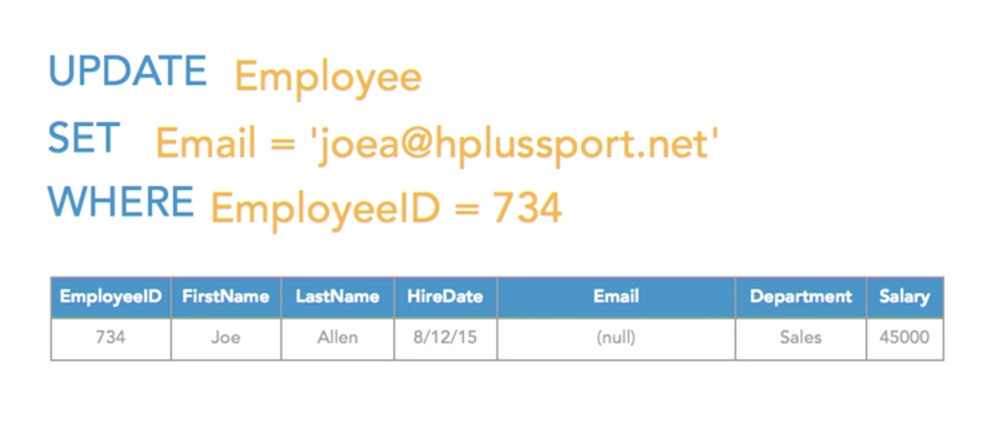 UPDATE Employee
SET Email = 'joea@hplussport.net'
WHERE EmployeeID = 734
EmployeeID FirstName LastName HireDate Email Department Salary
734 Joe Allen 8/12/15 (null) Sales 45000